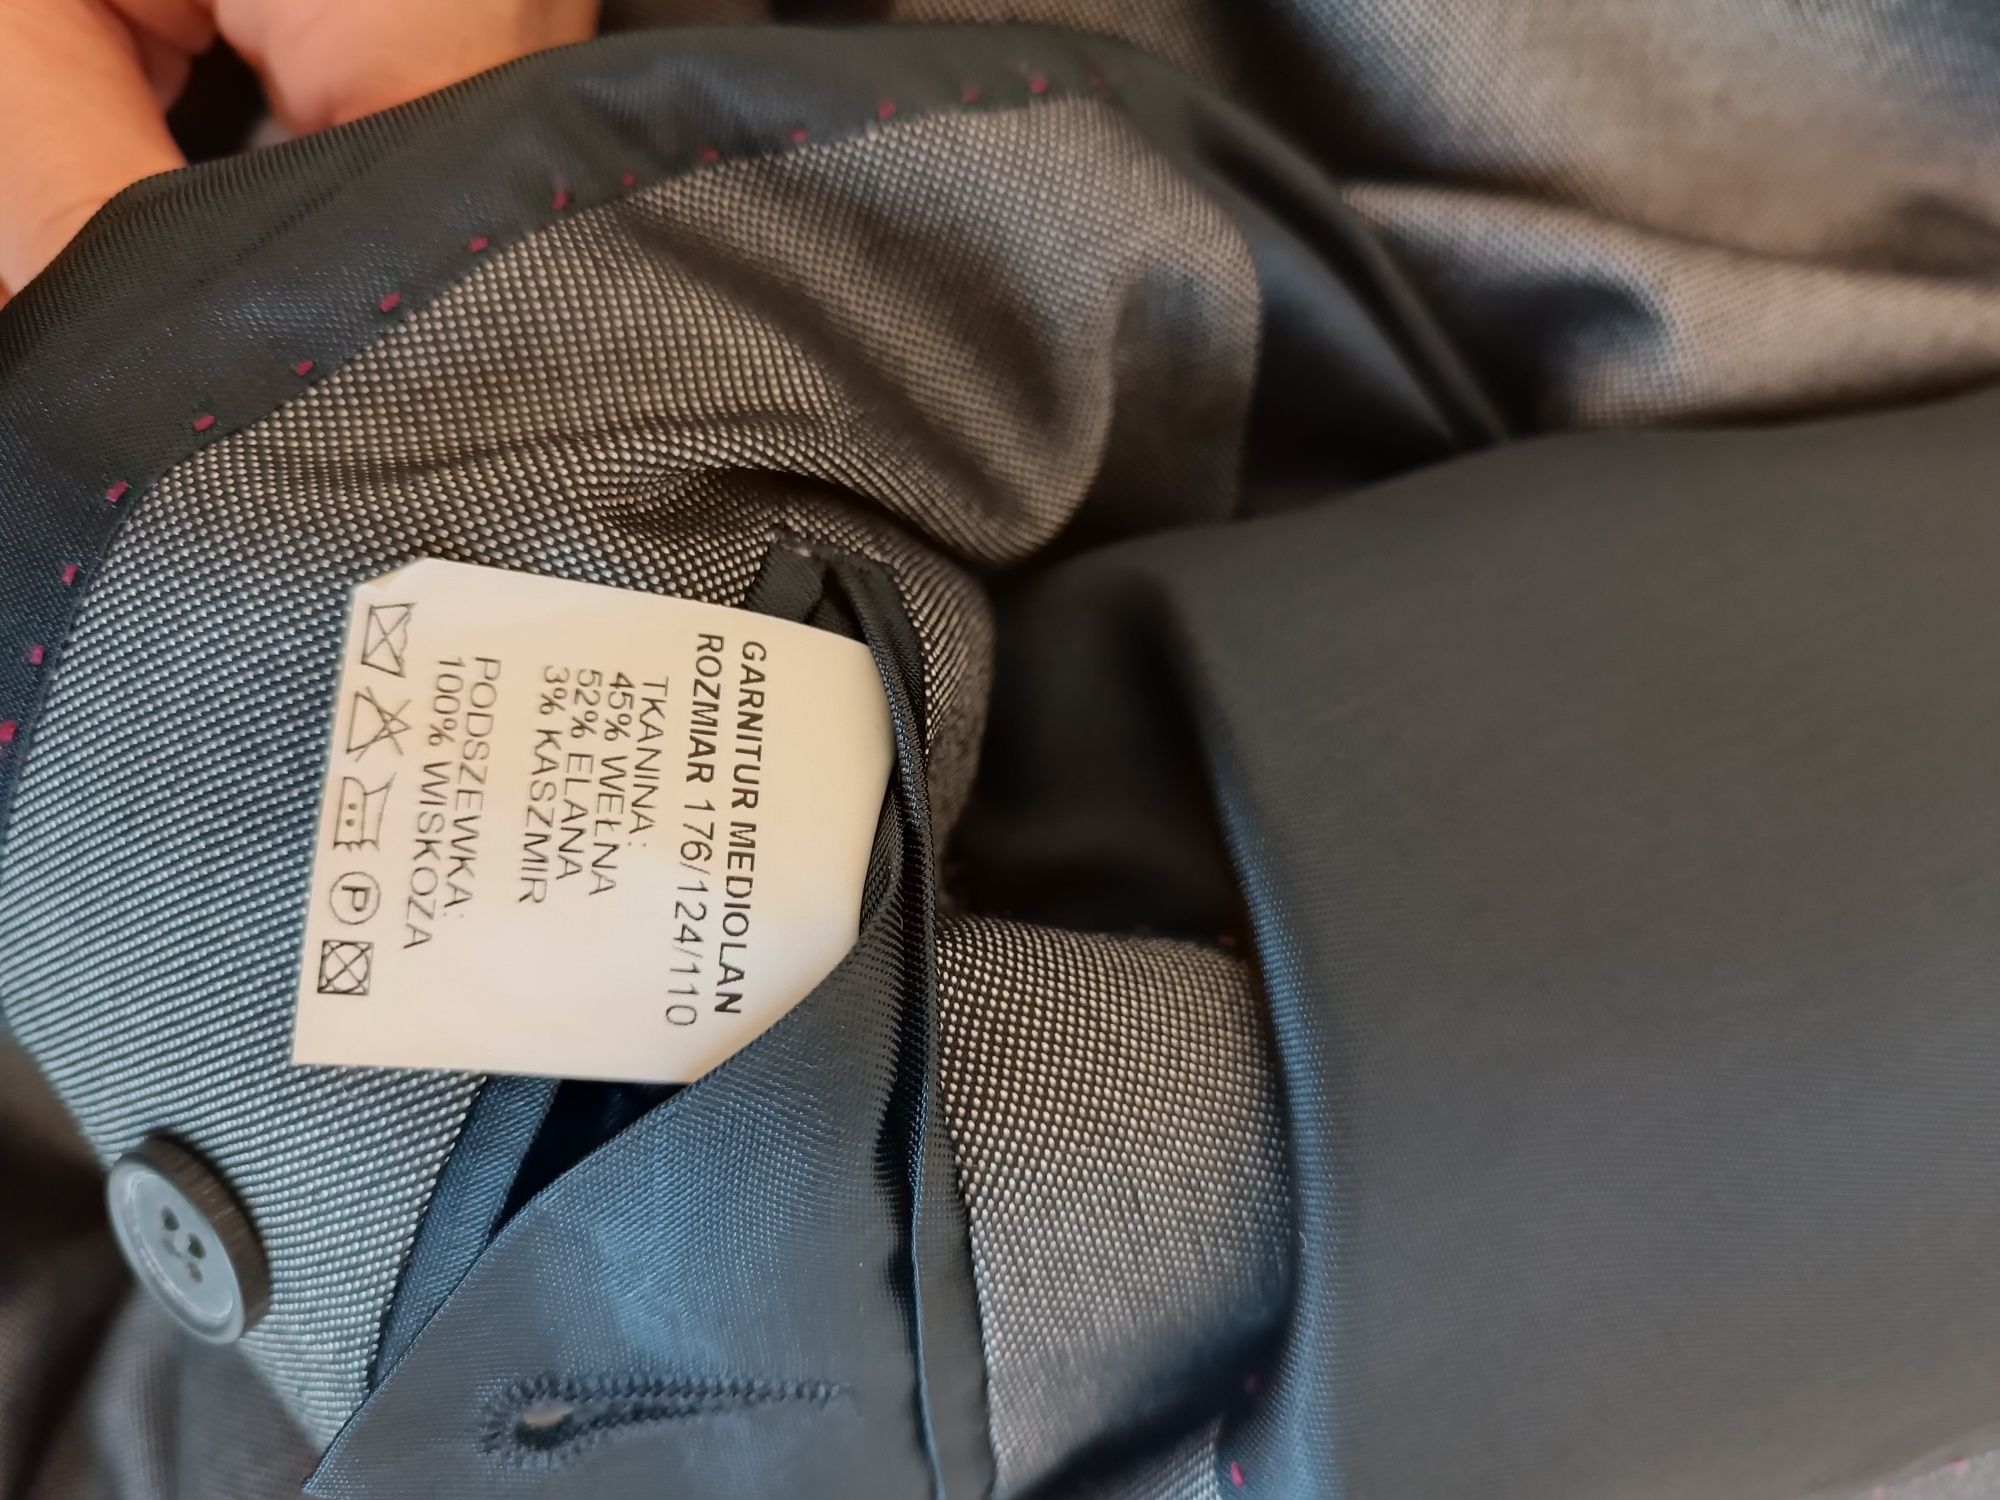 GARNITUR MEDIOLAN
ROZMIAR 176/124/110
TKANINA:
45% WEŁNA
52% ELANA
3% KASZMIR
PODSZEWKA:
100% WISKOZA
P